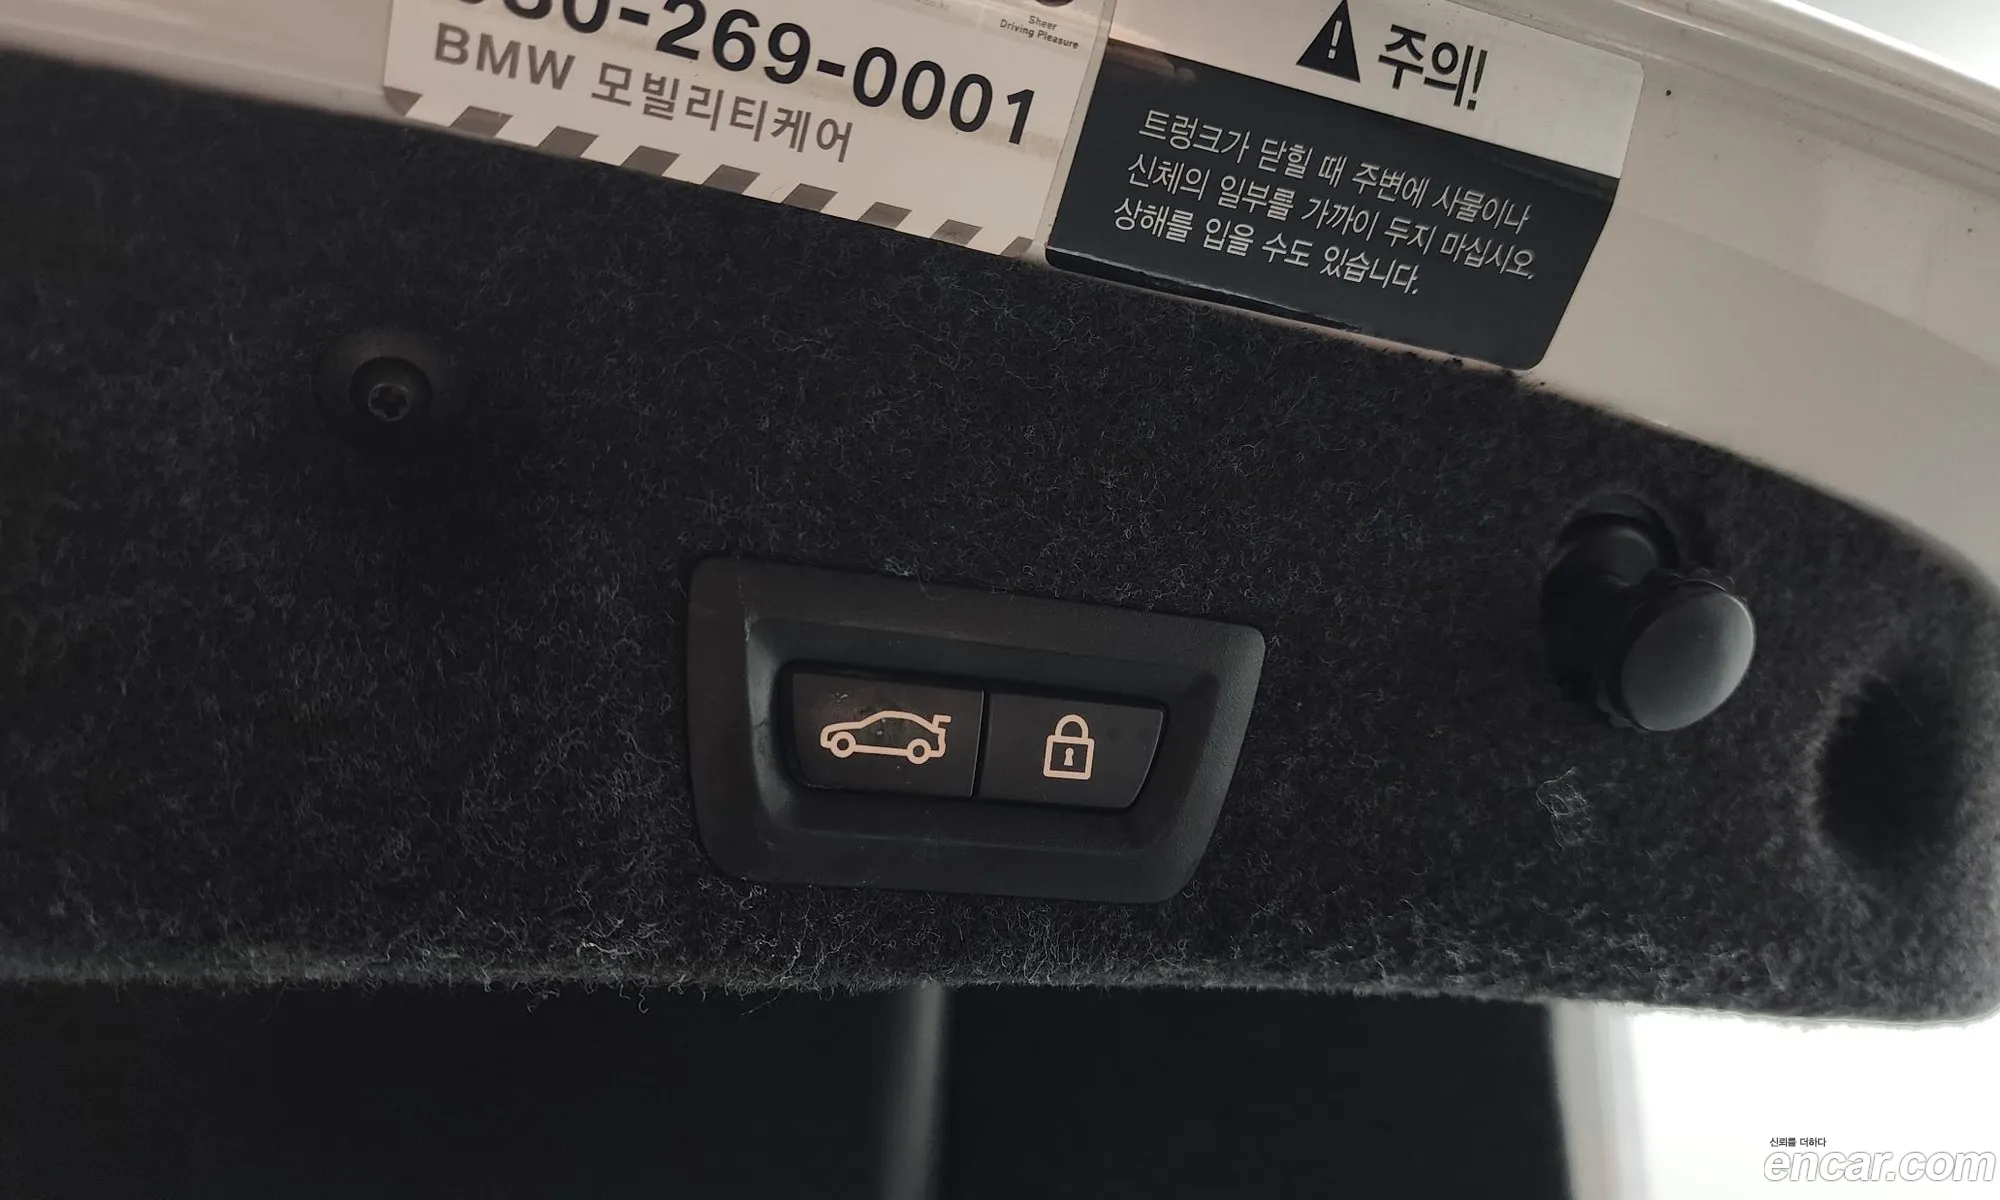 80-269-0001
BMW 모빌리티케어
Sheer
Driving Pleasure
주의!
트렁크가 닫힐 때 주변에 사물이나
신체의 일부를 가까이 두지 마십시오.
상해를 입을 수도 있습니다.
신뢰를 더하다
encar.com